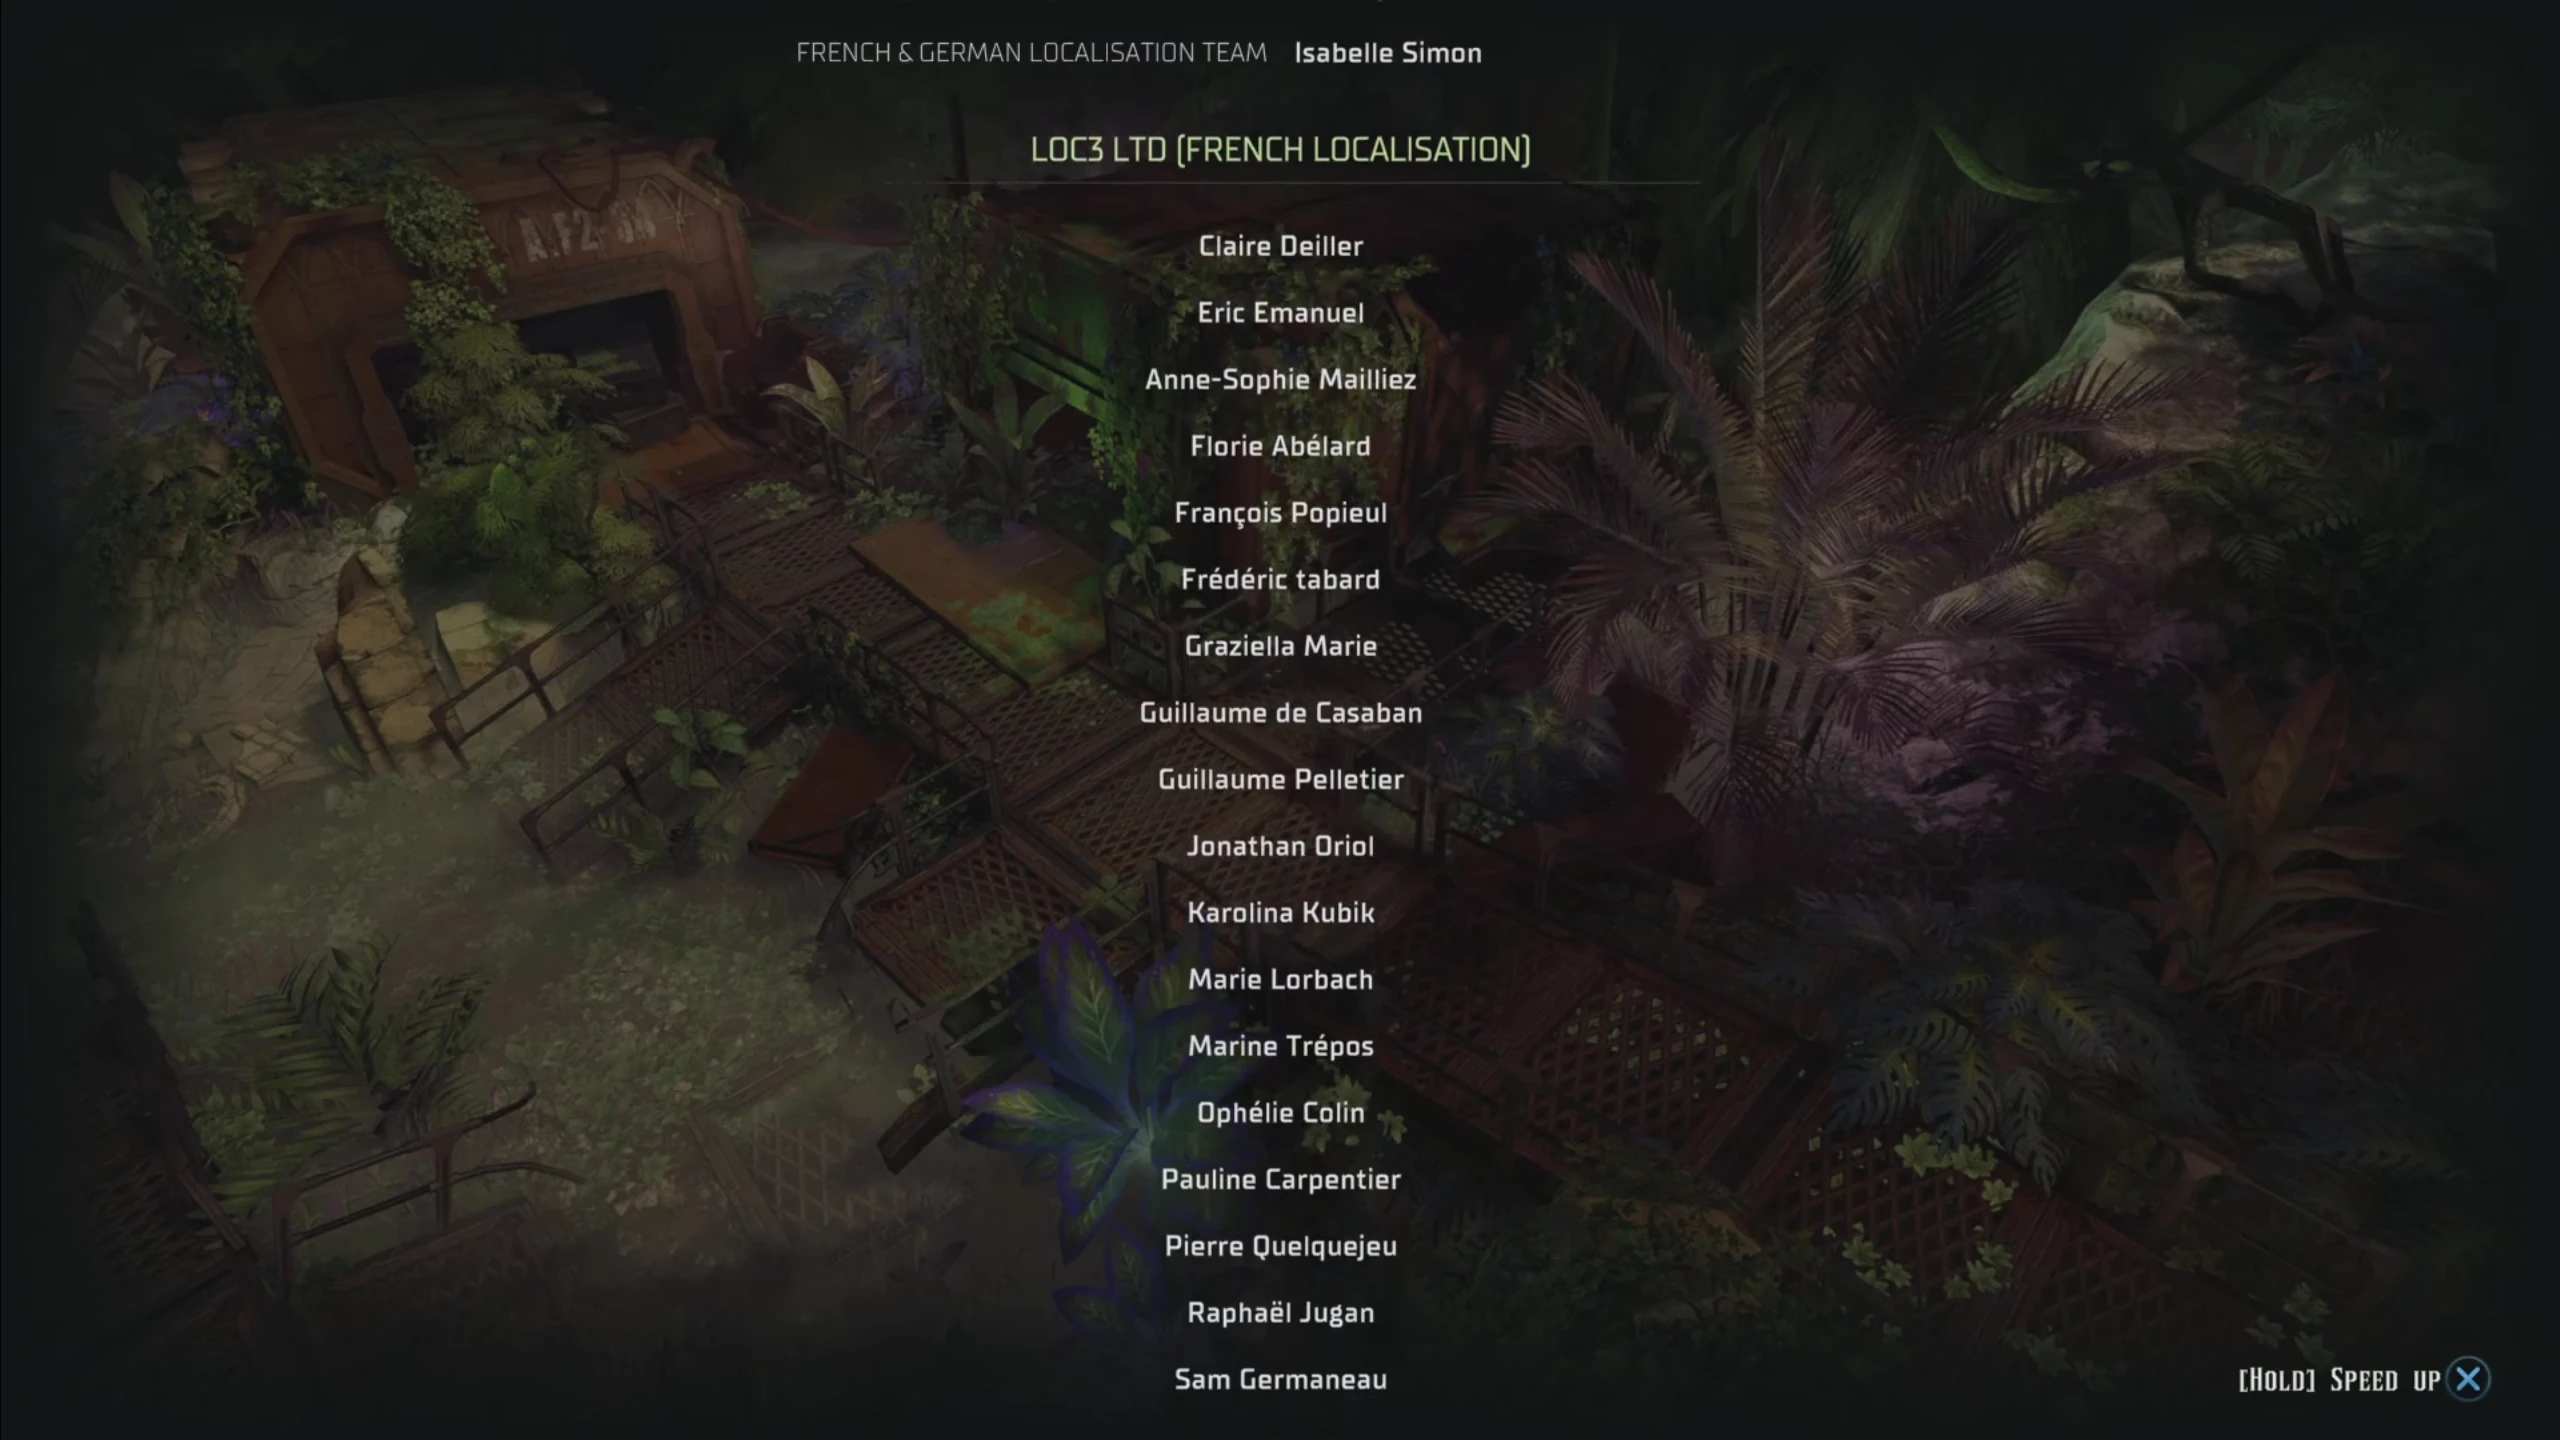 FRENCH & GERMAN LOCALISATION TEAM Isabelle Simon
LOC3 LTD (FRENCH LOCALISATION)
Claire Deiller
Eric Emanuel
Anne-Sophie Mailliez
Florie Abélard
François Popieul
Frédéric tabard
Graziella Marie
Guillaume de Casaban
Guillaume Pelletier
Jonathan Oriol
Karolina Kubik
Marie Lorbach
Marine Trépos
Ophélie Colin
Pauline Carpentier
Pierre Quelquejeu
Raphaël Jugan
Sam Germaneau
[HOLD] SPEED UP